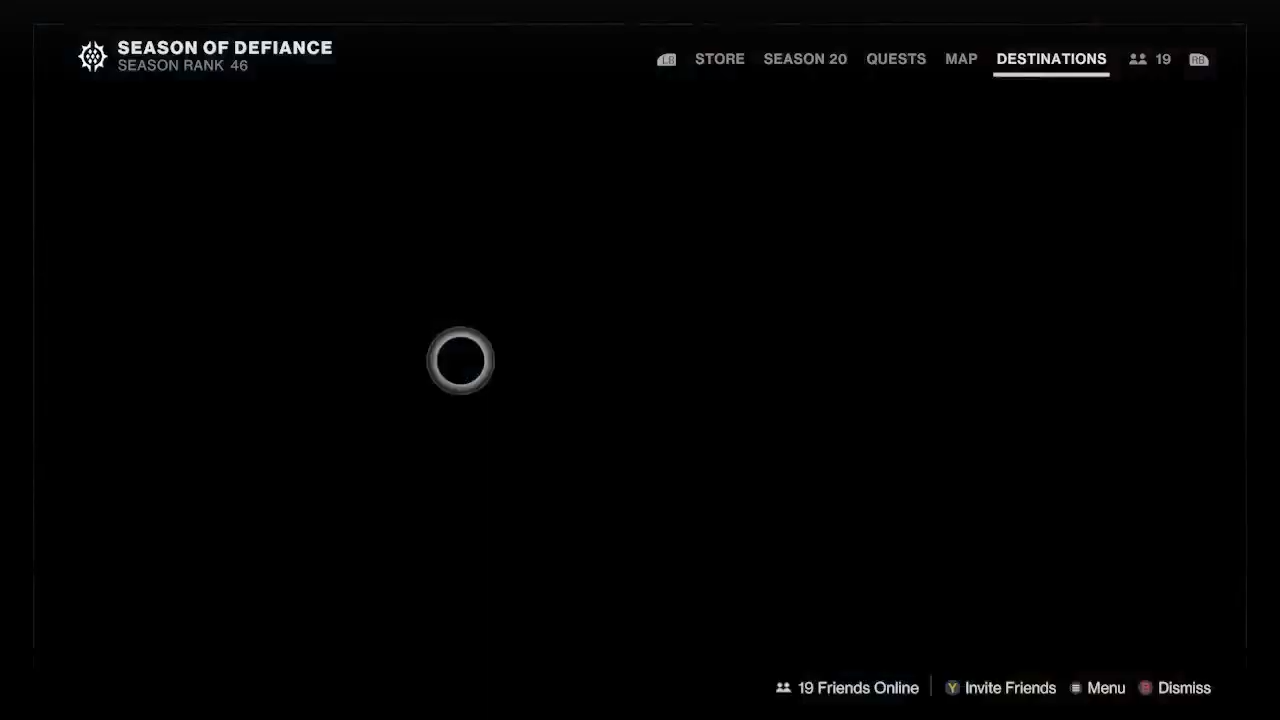 SEASON OF DEFIANCE
SEASON RANK 46
LB STORE SEASON 20 QUESTS MAP DESTINATIONS 19 RB
19 Friends Online Y Invite Friends Menu B Dismiss